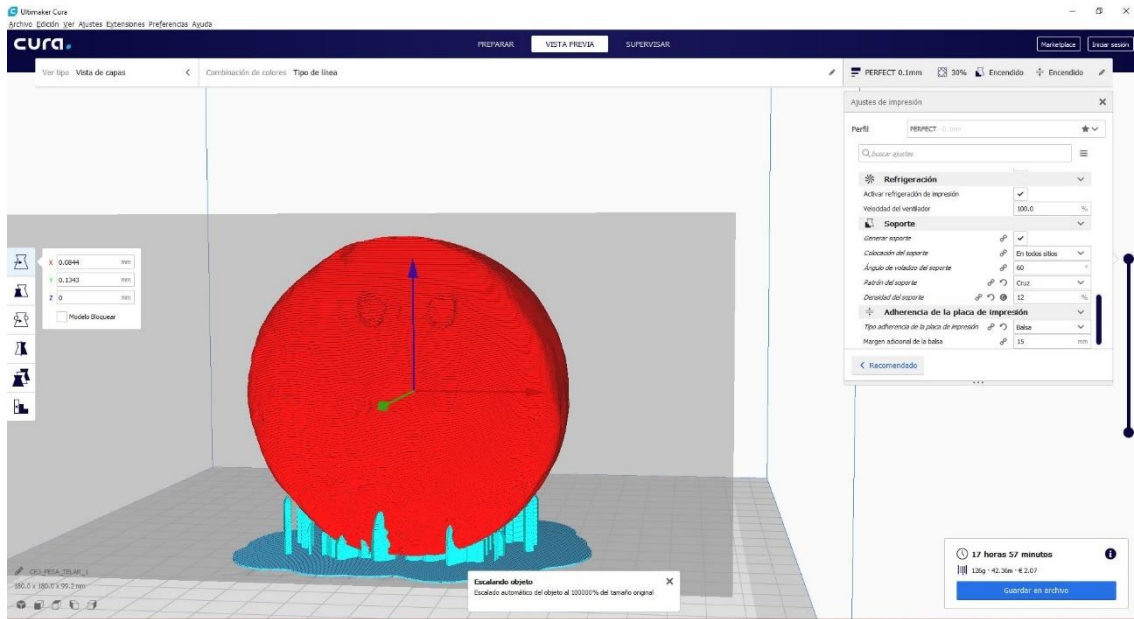 Ultimaker Cura
Archivo Edición Ver Ajustes Extensiones Preferencias Ayuda
cura.
PREPARAR VISTA PREVIA SUPERVISAR
Marketplace Iniciar sesión
Ver tipo Vista de capas
Combinación de colores Tipo de línea
PERFECT 0.1mm 30% Encendido Encendido
Ajustes de impresión
Perfil PERFECT - 0.1mm
buscar ajustes
Refrigeración
Activar refrigeración de impresión
Velocidad del ventilador 100.0 %
Soporte
Generar soporte
Colocación del soporte En todos sitios
Ángulo de voladizo del soporte 60 °
Patrón del soporte Cruz
Densidad del soporte 12 %
Adherencia de la placa de impresión
Tipo adherencia de la placa de impresión Balsa
Margen adicional de la balsa 15 mm
Recomendado
X 0.0844 mm
Y 0.1343 mm
Z 0 mm
Modelo Bloquear
CE3_PESA_TELAR_1
100.0 x 99.2 mm
Escalando objeto
Escalado automático del objeto al 100000% del tamaño original
17 horas 57 minutos
126g · 42.36m · € 2.07
Guardar en archivo